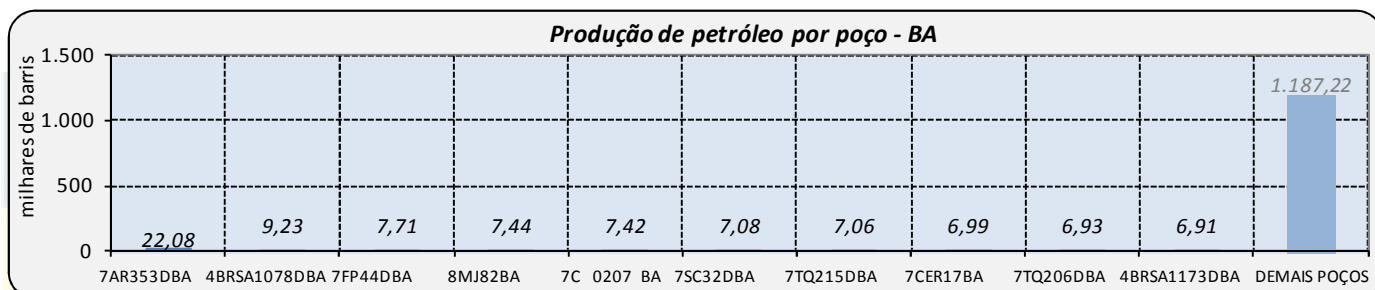 Produção de petróleo por poço - BA
milhares de barris
1.500
1.000
500
0
22,08 9,23 7,71 7,44 7,42 7,08 7,06 6,99 6,93 6,91 1.187,22
7AR353DBA 4BRSA1078DBA 7FP44DBA 8MJ82BA 7C 0207 BA 7SC32DBA 7TQ215DBA 7CER17BA 7TQ206DBA 4BRSA1173DBA DEMAIS POÇOS